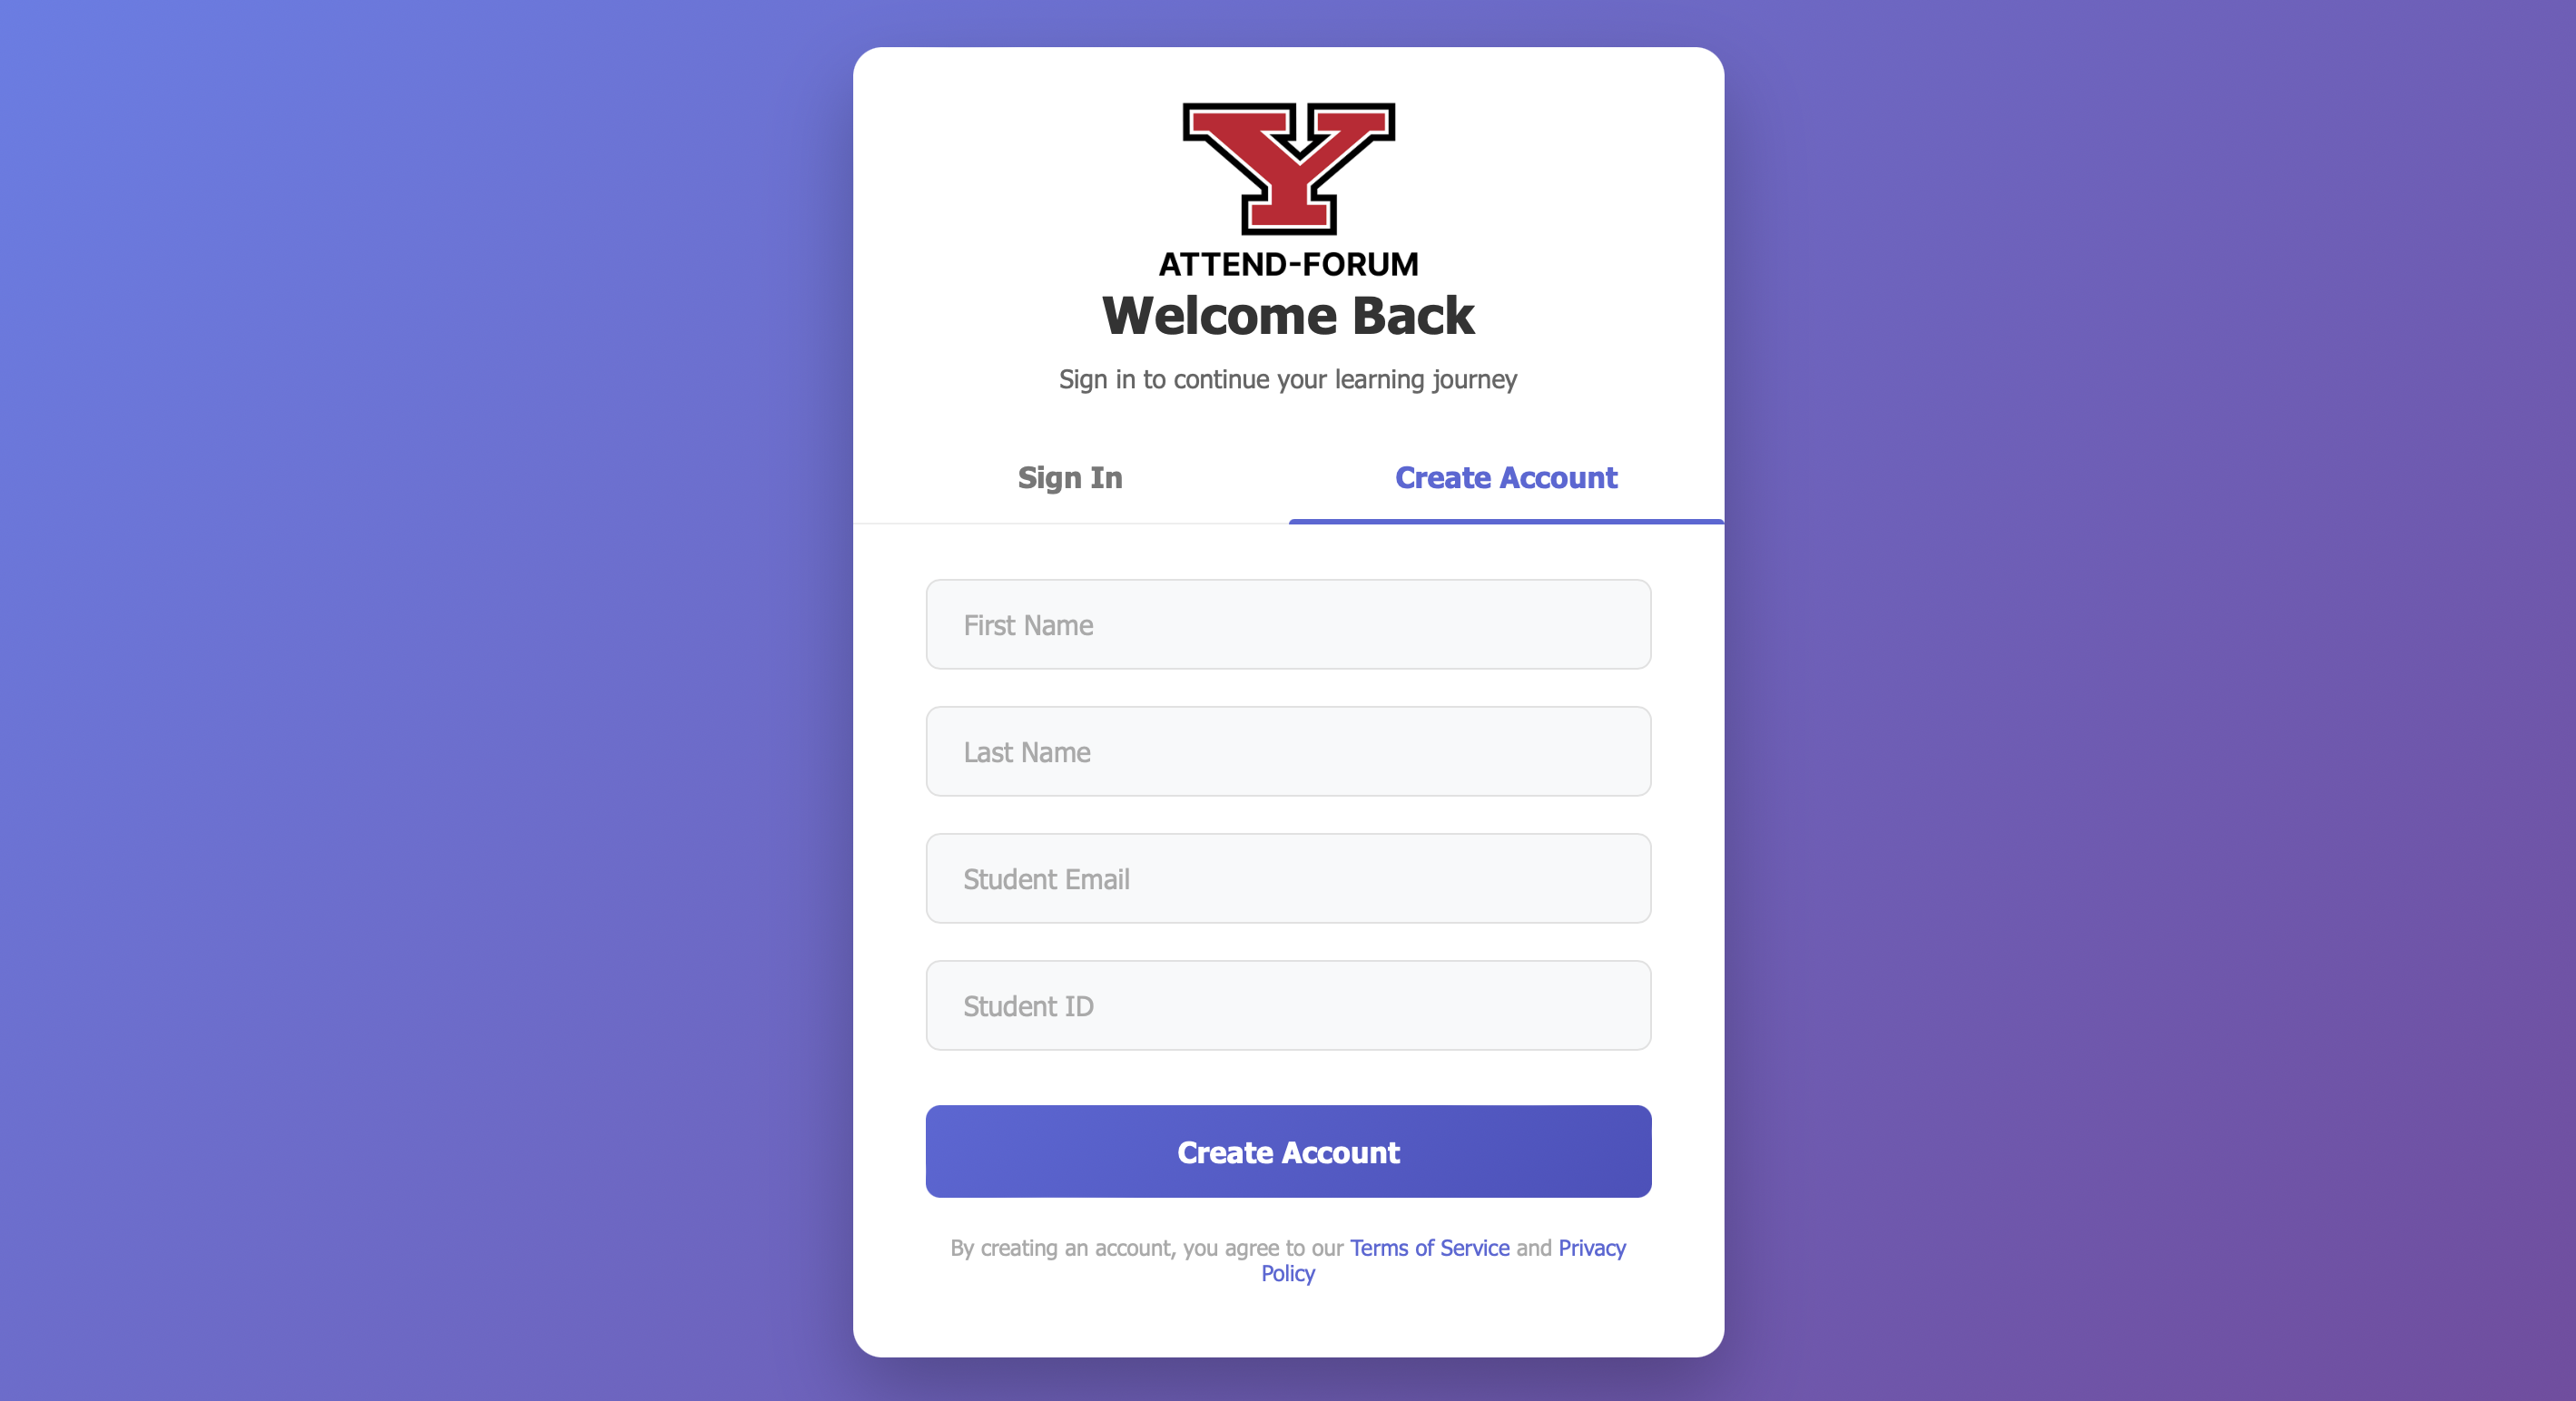 Y
ATTEND-FORUM
Welcome Back
Sign in to continue your learning journey
Sign In
Create Account
First Name
Last Name
Student Email
Student ID
Create Account
By creating an account, you agree to our Terms of Service and Privacy
Policy